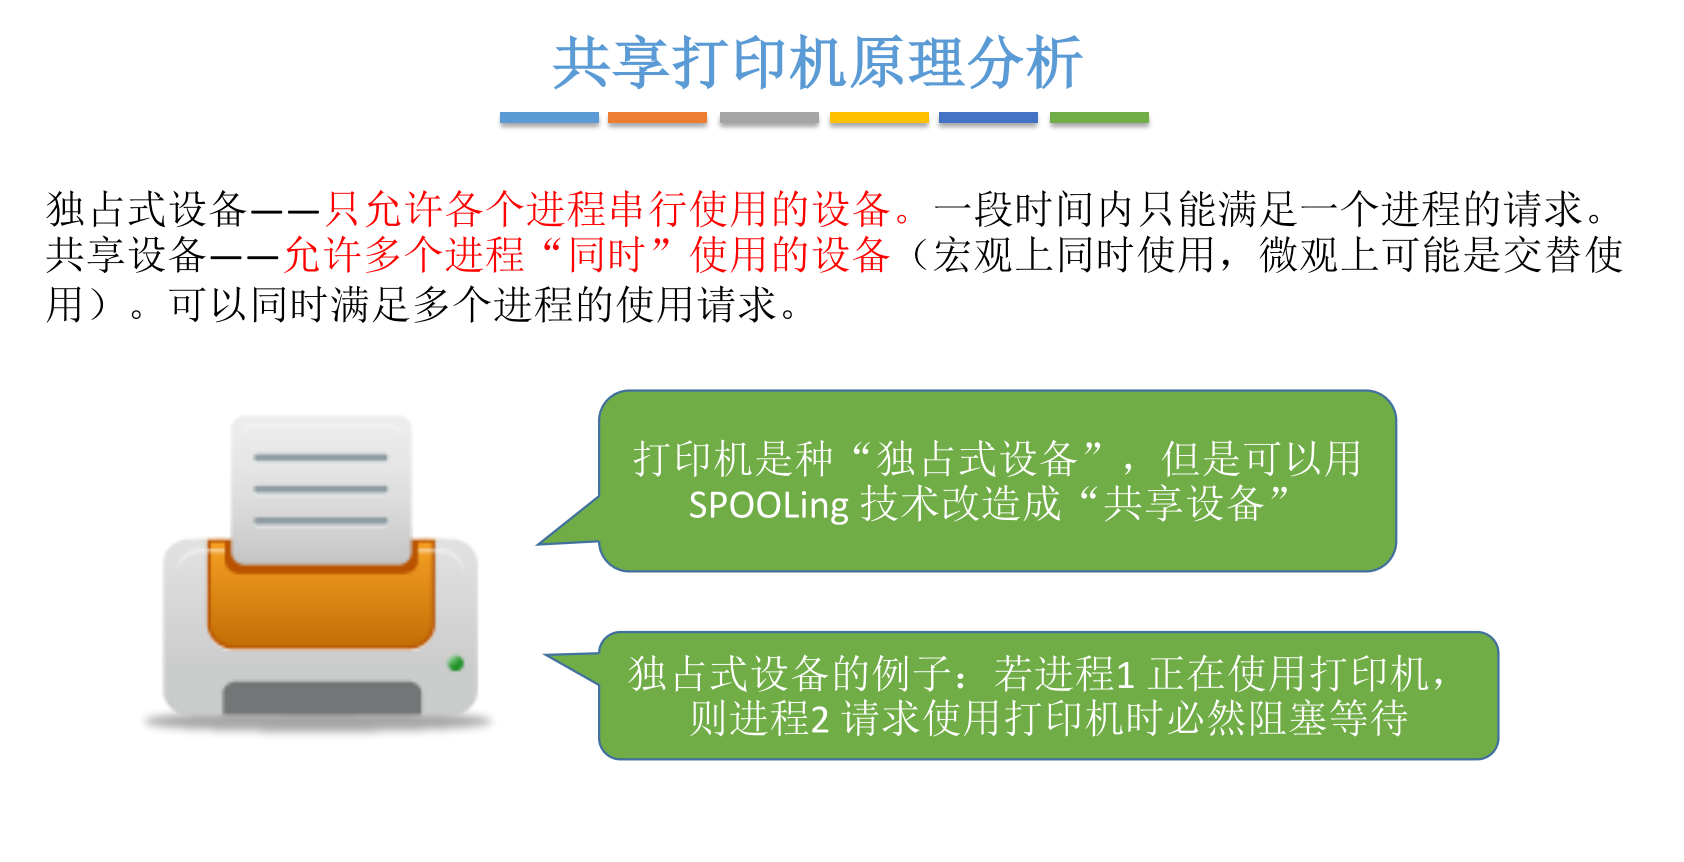 共享打印机原理分析
独占式设备——只允许各个进程串行使用的设备。一段时间内只能满足一个进程的请求。
共享设备——允许多个进程“同时”使用的设备（宏观上同时使用，微观上可能是交替使
用）。可以同时满足多个进程的使用请求。
打印机是种“独占式设备”，但是可以用
SPOOLing 技术改造成“共享设备”
独占式设备的例子：若进程1 正在使用打印机，
则进程2 请求使用打印机时必然阻塞等待